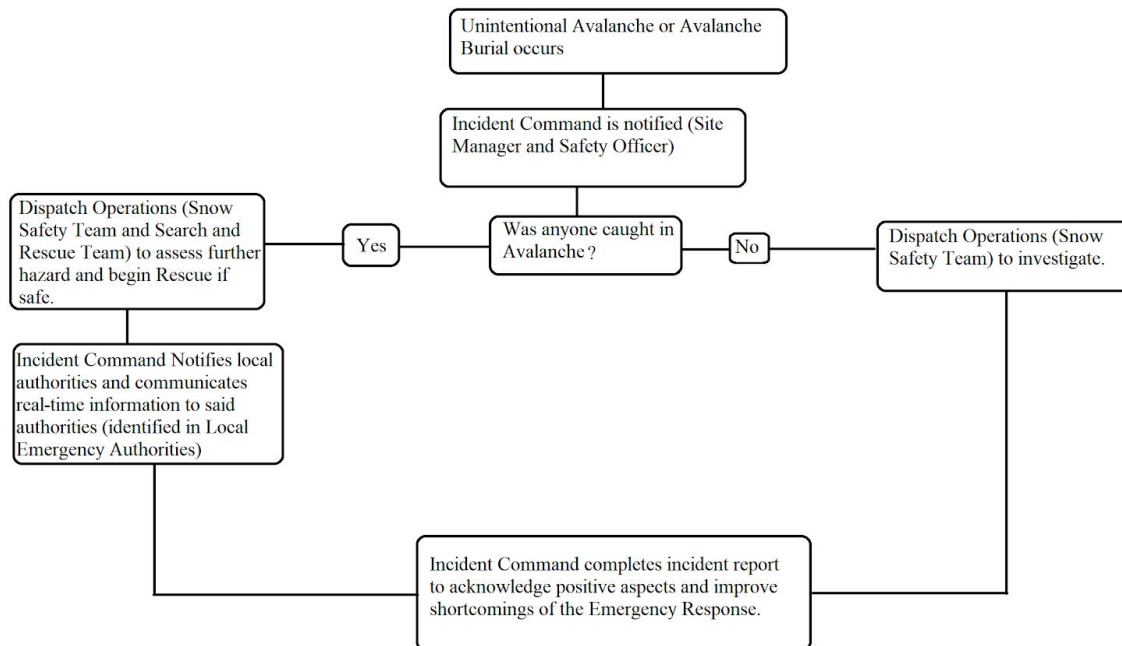 Unintentional Avalanche or Avalanche
Burial occurs
Incident Command is notified (Site
Manager and Safety Officer)
Was anyone caught in
Avalanche ?
Yes
No
Dispatch Operations (Snow
Safety Team and Search and
Rescue Team) to assess further
hazard and begin Rescue if
safe.
Dispatch Operations (Snow
Safety Team) to investigate.
Incident Command Notifies local
authorities and communicates
real-time information to said
authorities (identified in Local
Emergency Authorities)
Incident Command completes incident report
to acknowledge positive aspects and improve
shortcomings of the Emergency Response.